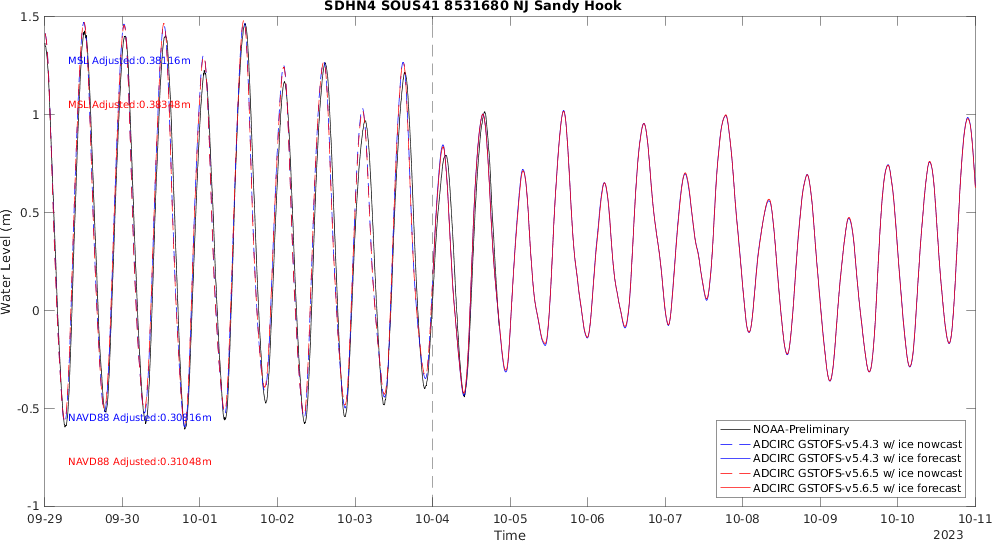 SDHN4 SOUS41 8531680 NJ Sandy Hook
1.5
MSL Adjusted:0.38116m
MSL Adjusted:0.38348m
1
0.5
Water Level (m)
0
-0.5
NAVD88 Adjusted:0.30816m
NAVD88 Adjusted:0.31048m
-1
NOAA-Preliminary
ADCIRC GSTOFS-v5.4.3 w/ ice nowcast
ADCIRC GSTOFS-v5.4.3 w/ ice forecast
ADCIRC GSTOFS-v5.6.5 w/ ice nowcast
ADCIRC GSTOFS-v5.6.5 w/ ice forecast
09-29 09-30 10-01 10-02 10-03 10-04 10-05 10-06 10-07 10-08 10-09 10-10 10-11
Time
2023